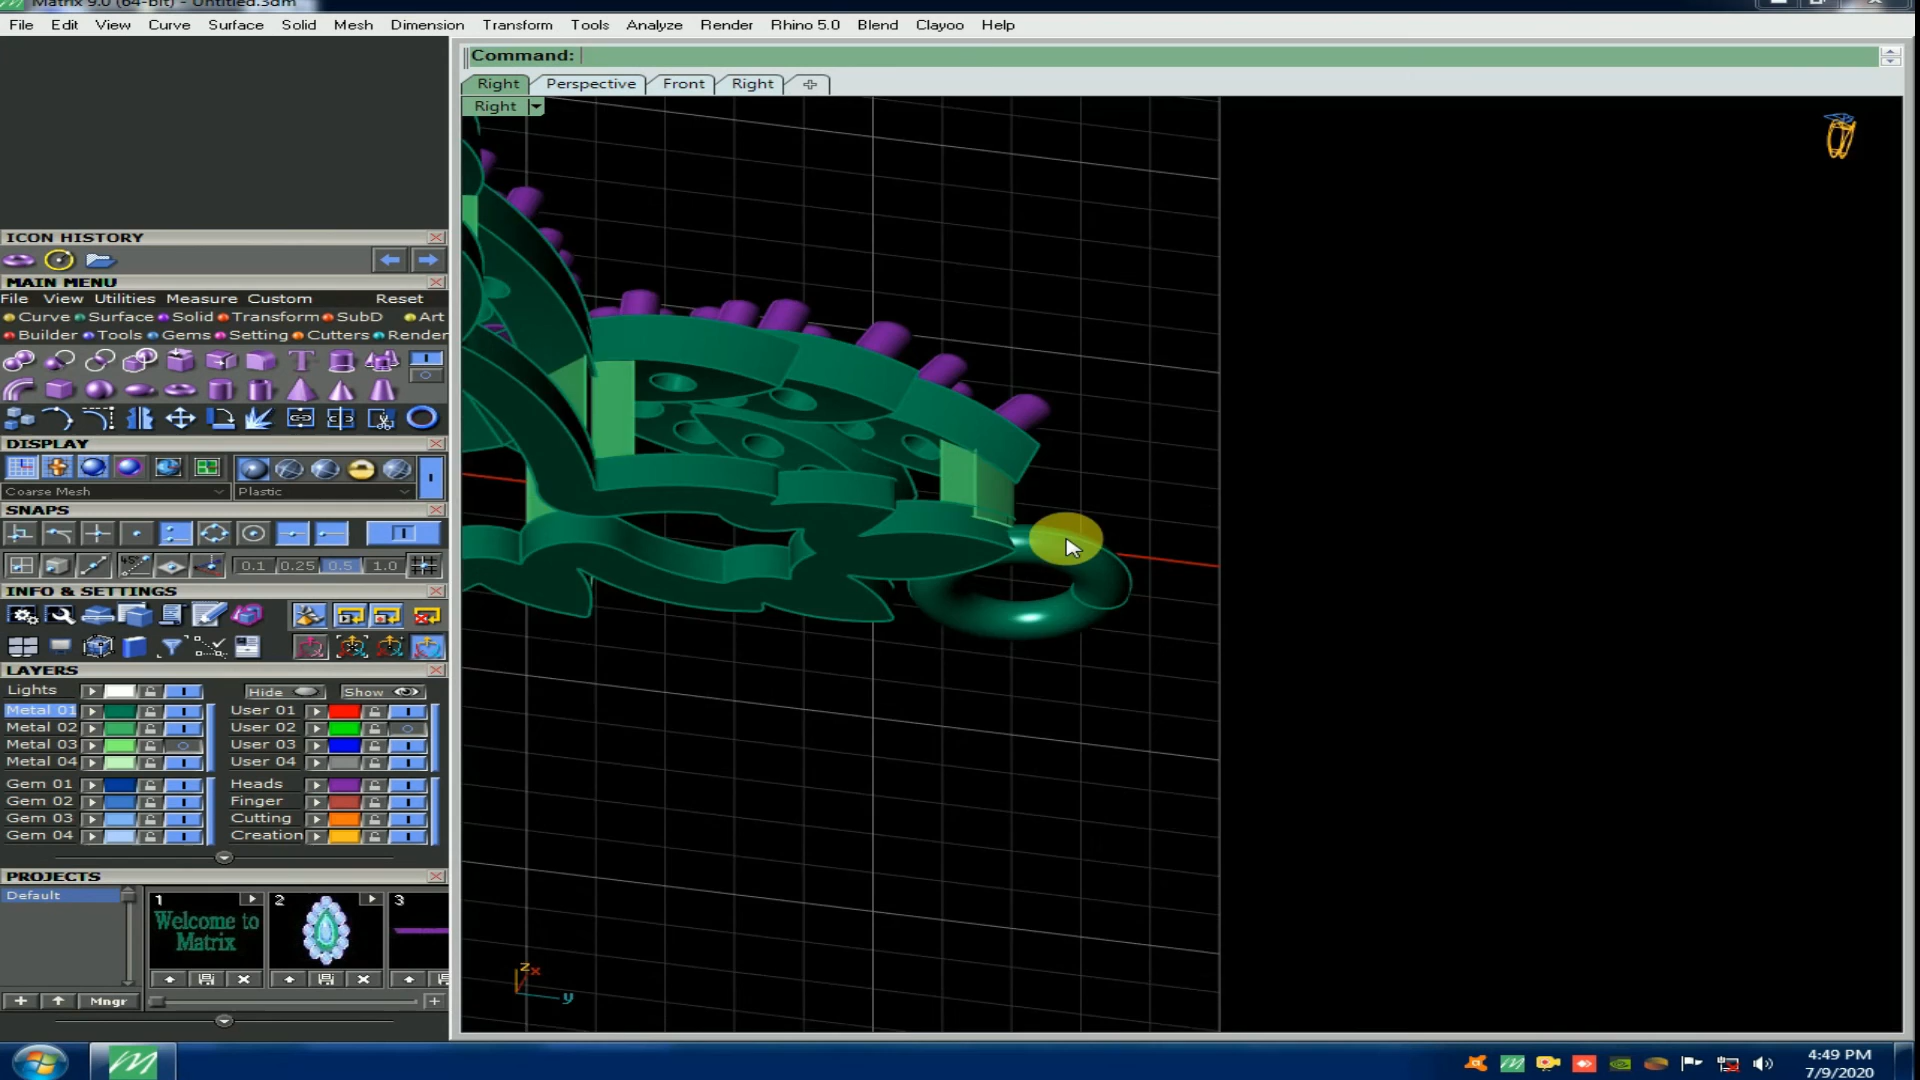 Matrix 9.0 (64-bit) - Untitled.3dm
File Edit View Curve Surface Solid Mesh Dimension Transform Tools Analyze Render Rhino 5.0 Blend Clayoo Help
Command:
Right Perspective Front Right
Right
ICON HISTORY
MAIN MENU
File View Utilities Measure Custom Reset
Curve Surface Solid Transform SubD Art
Builder Tools Gems Setting Cutters Render
DISPLAY
Coarse Mesh Plastic
SNAPS
45°
0.1 0.25 0.5 1.0
INFO & SETTINGS
LAYERS
Lights Hide Show
Metal 01 User 01
Metal 02 User 02
Metal 03 User 03
Metal 04 User 04
Gem 01 Heads
Gem 02 Finger
Gem 03 Cutting
Gem 04 Creation
PROJECTS
Default
1 2 3
Welcome to
Matrix
Mngr
z x
y
4:49 PM
7/9/2020